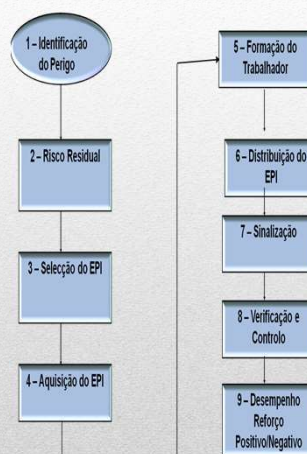 1 – Identificação
do Perigo
2 – Risco Residual
3 – Selecção do EPI
4 – Aquisição do EPI
5 – Formação do
Trabalhador
6 – Distribuição do
EPI
7 – Sinalização
8 – Verificação e
Controlo
9 – Desempenho
Reforço
Positivo/Negativo